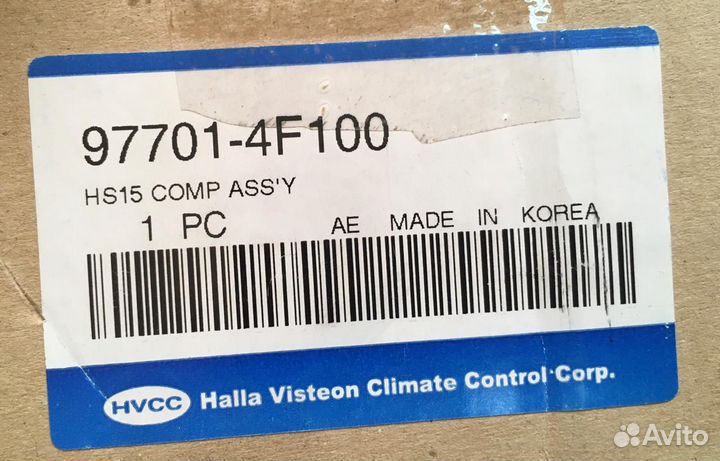 97701-4F100
HS15 COMP ASS'Y
1 PC AE MADE IN KOREA
HVCC Halla Visteon Climate Control Corp.
Avito